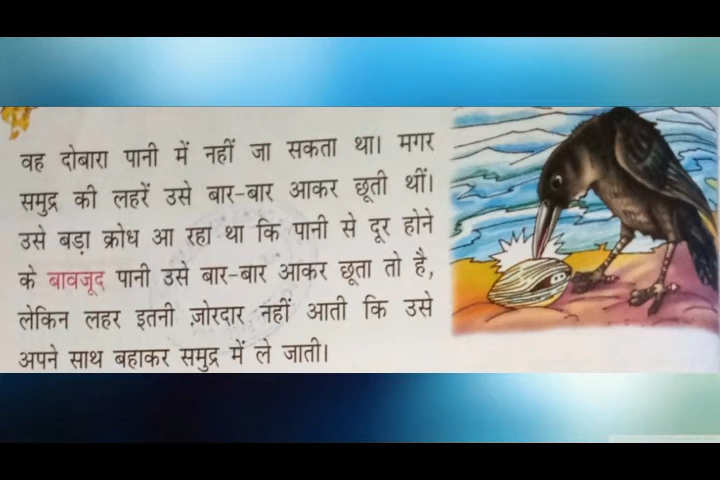 वह दोबारा पानी में नहीं जा सकता था। मगर
समुद्र की लहरें उसे बार-बार आकर छूती थीं।
उसे बड़ा क्रोध आ रहा था कि पानी से दूर होने
के बावजूद पानी उसे बार-बार आकर छूता तो है,
लेकिन लहर इतनी ज़ोरदार नहीं आती कि उसे
अपने साथ बहाकर समुद्र में ले जाती।